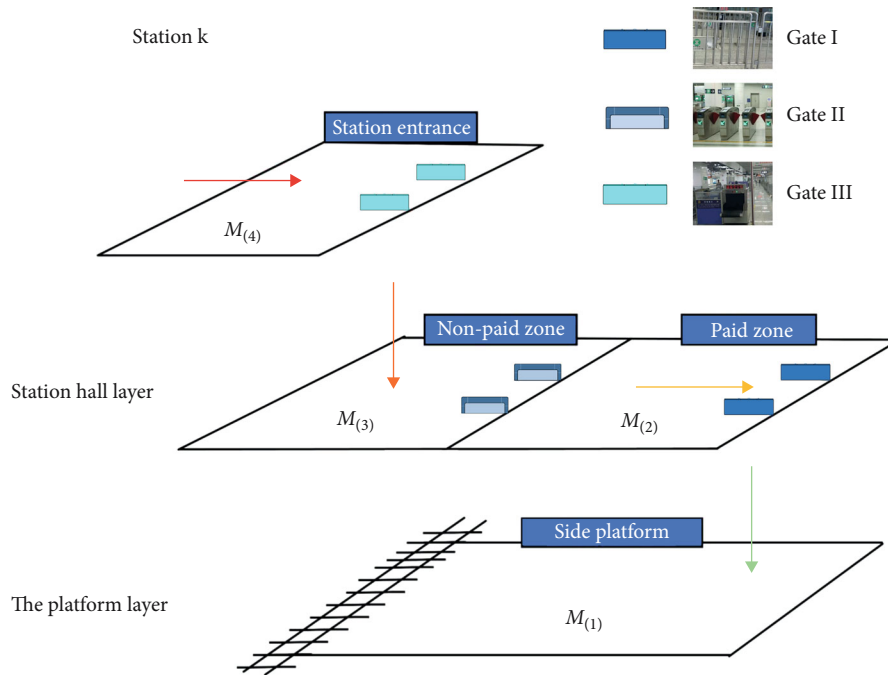 Station k
Gate I
Gate II
Station entrance
Gate III
M(4)
Non-paid zone
Paid zone
Station hall layer
M(3)
M(2)
Side platform
The platform layer
M(1)